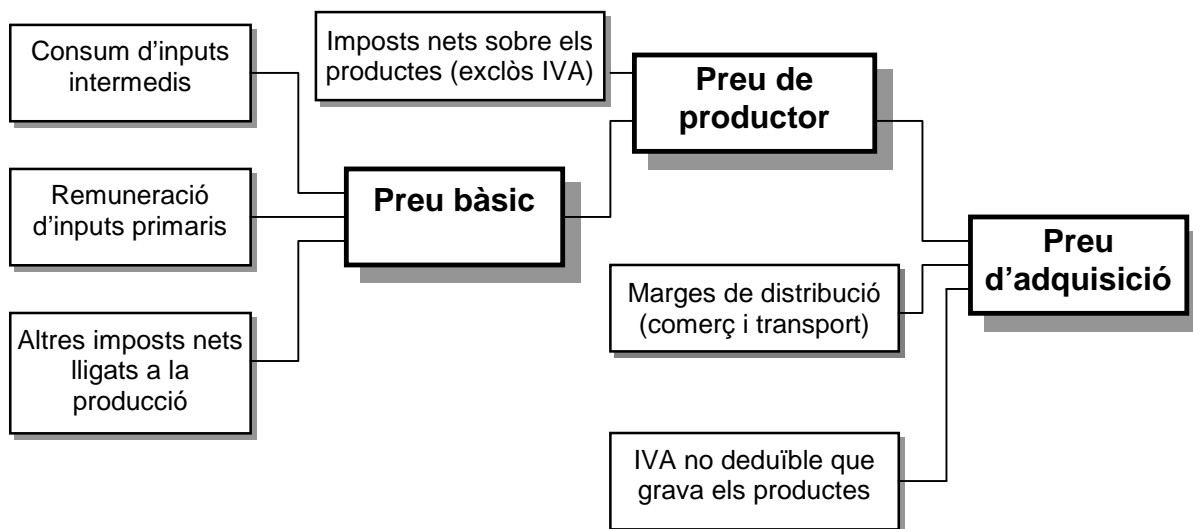 Consum d’inputs
intermedis
Imposts nets sobre els
productes (exclòs IVA)
Preu de
productor
Remuneració
d’inputs primaris
Preu bàsic
Preu
d’adquisició
Marges de distribució
(comerç i transport)
Altres imposts nets
lligats a la
producció
IVA no deduïble que
grava els productes